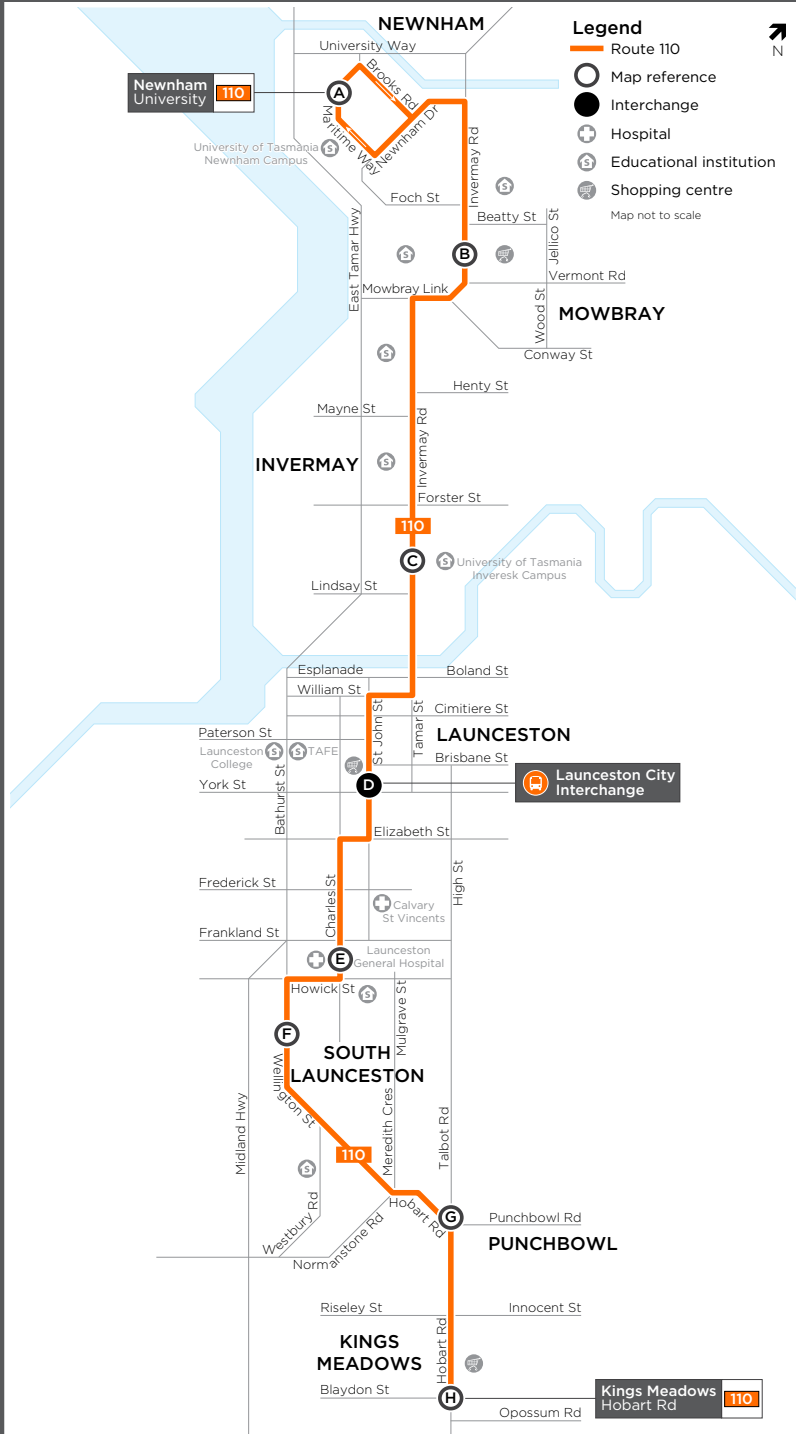 NEWNHAM
Legend
Route 110
N
Map reference
Interchange
Hospital
Educational institution
Shopping centre
Map not to scale
University Way
Newnham
University
110
A
Brooks Rd
Maritime Way
Newnham Dr
University of Tasmania
Newnham Campus
Invermay Rd
Foch St
Beatty St
Jellico St
East Tamar Hwy
B
Mowbray Link
Vermont Rd
MOWBRAY
Wood St
Conway St
Henty St
Mayne St
Invermay Rd
INVERMAY
Forster St
110
C
University of Tasmania
Inveresk Campus
Lindsay St
Esplanade
Boland St
William St
Cimitiere St
St John St
Tamar St
Paterson St
LAUNCESTON
Launceston
College
TAFE
Brisbane St
Bathurst St
York St
D
Launceston City
Interchange
Elizabeth St
Charles St
High St
Frederick St
Calvary
St Vincents
Frankland St
E
Launceston
General Hospital
Howick St
Mulgrave St
F
SOUTH
LAUNCESTON
Wellington St
Midland Hwy
Meredith Cres
Talbot Rd
110
Westbury Rd
Normanstone Rd
Hobart Rd
G
Punchbowl Rd
PUNCHBOWL
Riseley St
Innocent St
KINGS
MEADOWS
Hobart Rd
Blaydon St
H
Kings Meadows
Hobart Rd
110
Opossum Rd